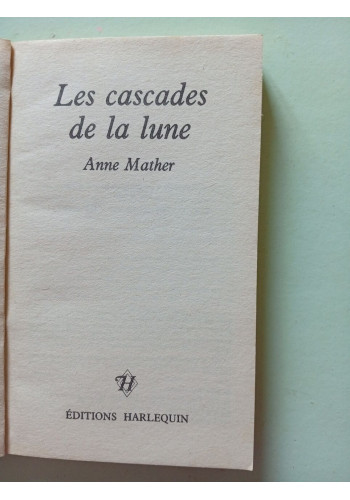 Les cascades
de la lune
Anne Mather
H
ÉDITIONS HARLEQUIN